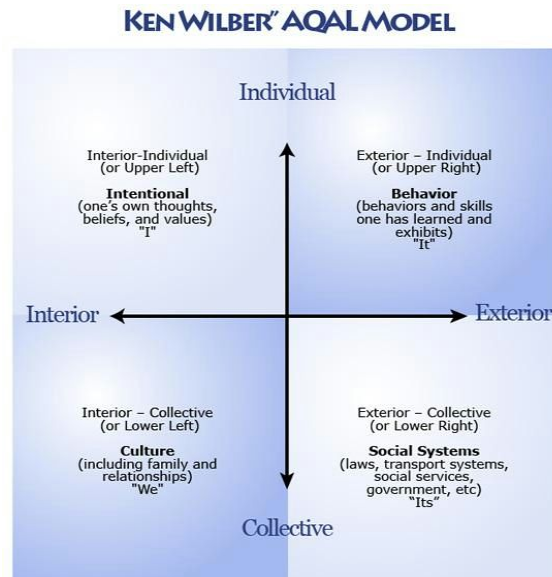 KEN WILBER" AQAL MODEL
Individual
Interior-Individual
(or Upper Left)
Intentional
(one's own thoughts,
beliefs, and values)
"I"
Exterior – Individual
(or Upper Right)
Behavior
(behaviors and skills
one has learned and
exhibits)
"It"
Interior
Exterior
Interior – Collective
(or Lower Left)
Culture
(including family and
relationships)
"We"
Exterior – Collective
(or Lower Right)
Social Systems
(laws, transport systems,
social services,
government, etc)
“Its”
Collective